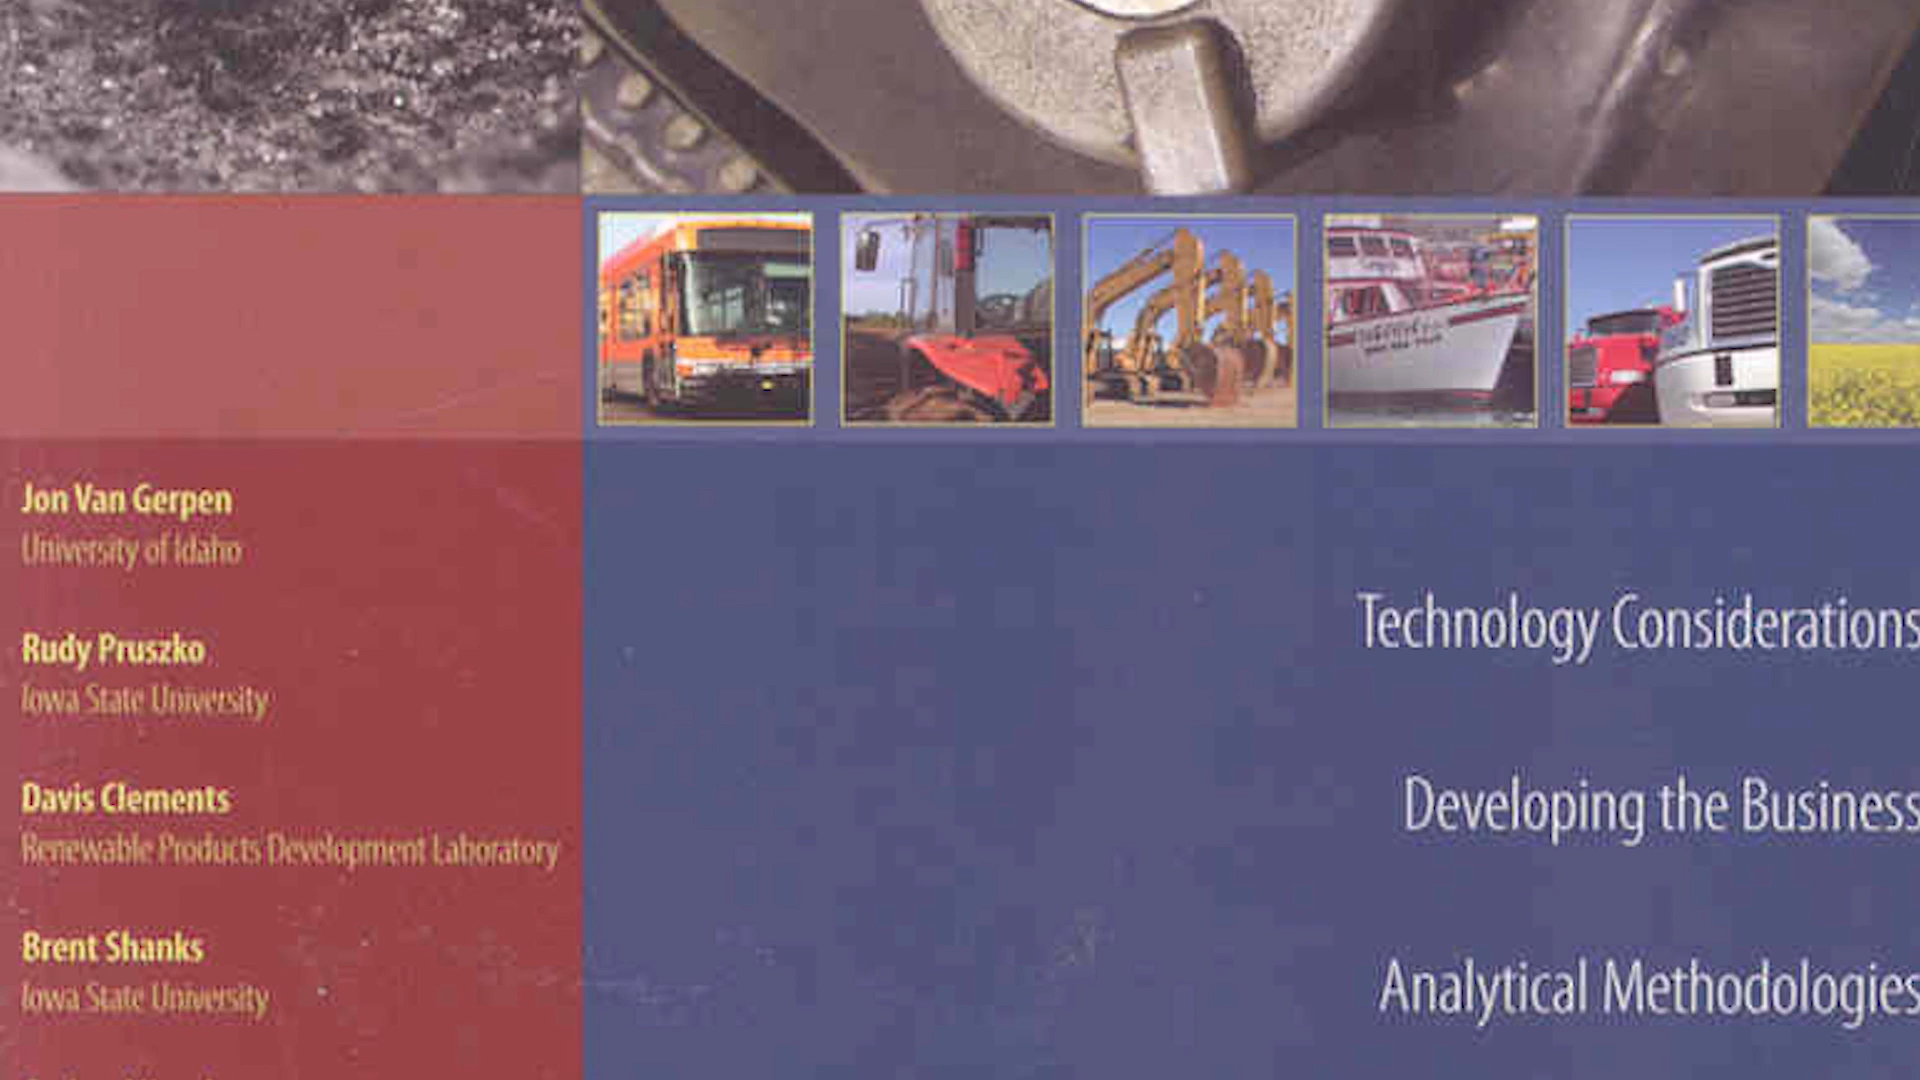 Jon Van Gerpen
University of Idaho
Rudy Pruszko
Iowa State University
Davis Clements
Renewable Products Development Laboratory
Brent Shanks
Iowa State University
Technology Considerations
Developing the Business
Analytical Methodologies